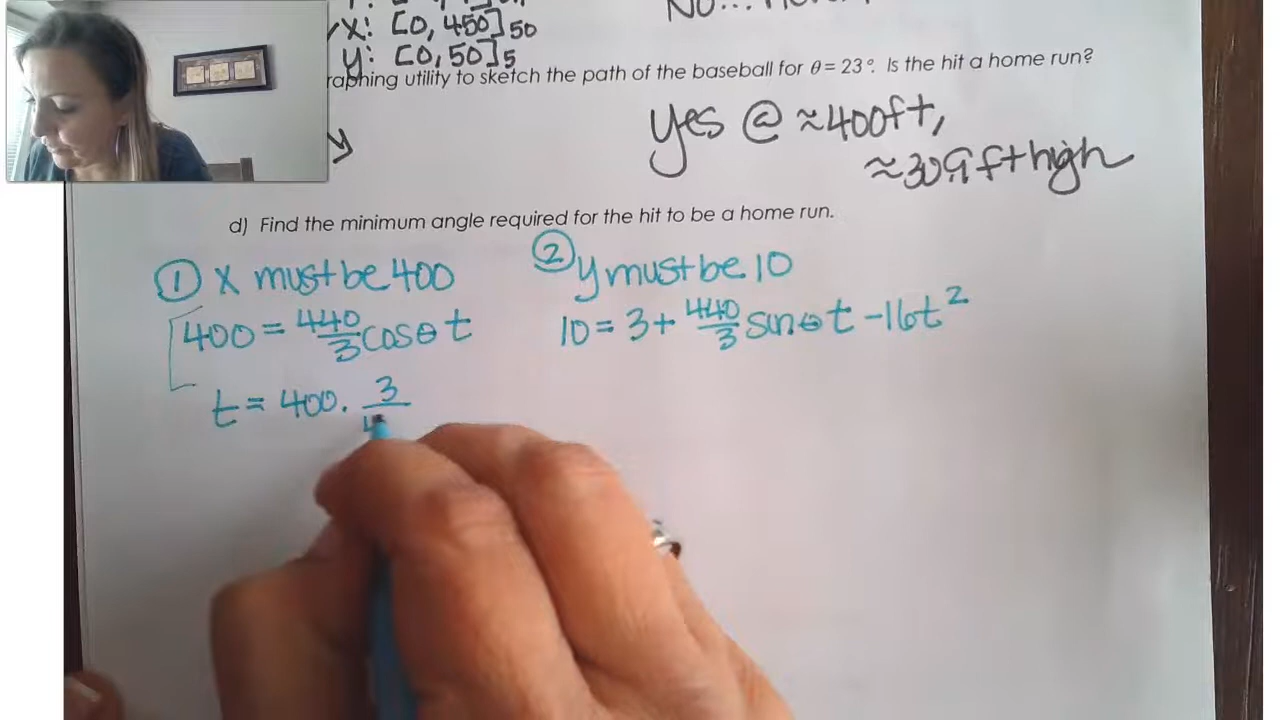 X: [0, 450]50
y: [0, 50]5
No...
raphing utility to sketch the path of the baseball for θ = 23°. Is the hit a home run?
yes @ ≈400ft,
≈30.9 ft high
d) Find the minimum angle required for the hit to be a home run.
① X must be 400
② y must be 10
400 = 440/3 cosθ t
10 = 3 + 440/3 sinθ t - 16t²
t = 400 · 3/4